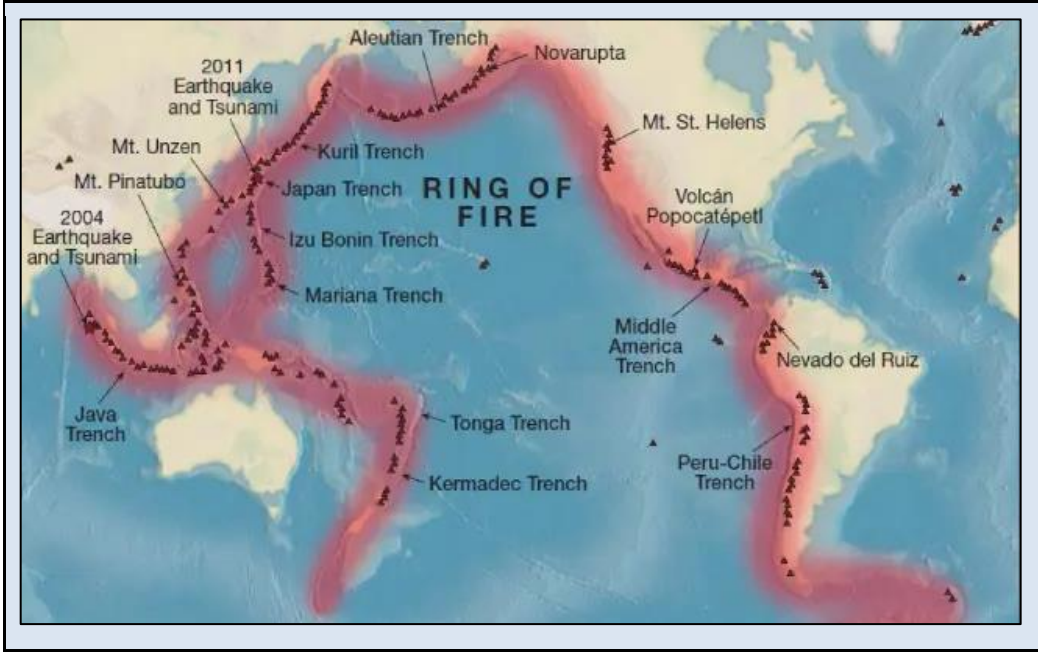 Aleutian Trench
Novarupta
2011
Earthquake
and Tsunami
Mt. St. Helens
Mt. Unzen
Kuril Trench
Mt. Pinatubo
Japan Trench
RING OF
FIRE
Volcán
Popocatépetl
2004
Earthquake
and Tsunami
Izu Bonin Trench
Mariana Trench
Middle
America
Trench
Nevado del Ruiz
Java
Trench
Tonga Trench
Peru-Chile
Trench
Kermadec Trench